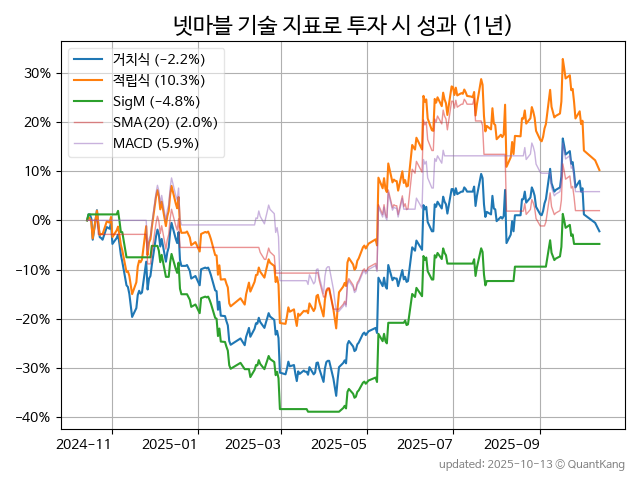 넷마블 기술 지표로 투자 시 성과 (1년)
거치식 (−2.2%)
적립식 (10.3%)
SigM (−4.8%)
SMA(20) (2.0%)
MACD (5.9%)
30%
20%
10%
0%
−10%
−20%
−30%
−40%
2024-11 2025-01 2025-03 2025-05 2025-07 2025-09
updated: 2025-10-13 © QuantKang